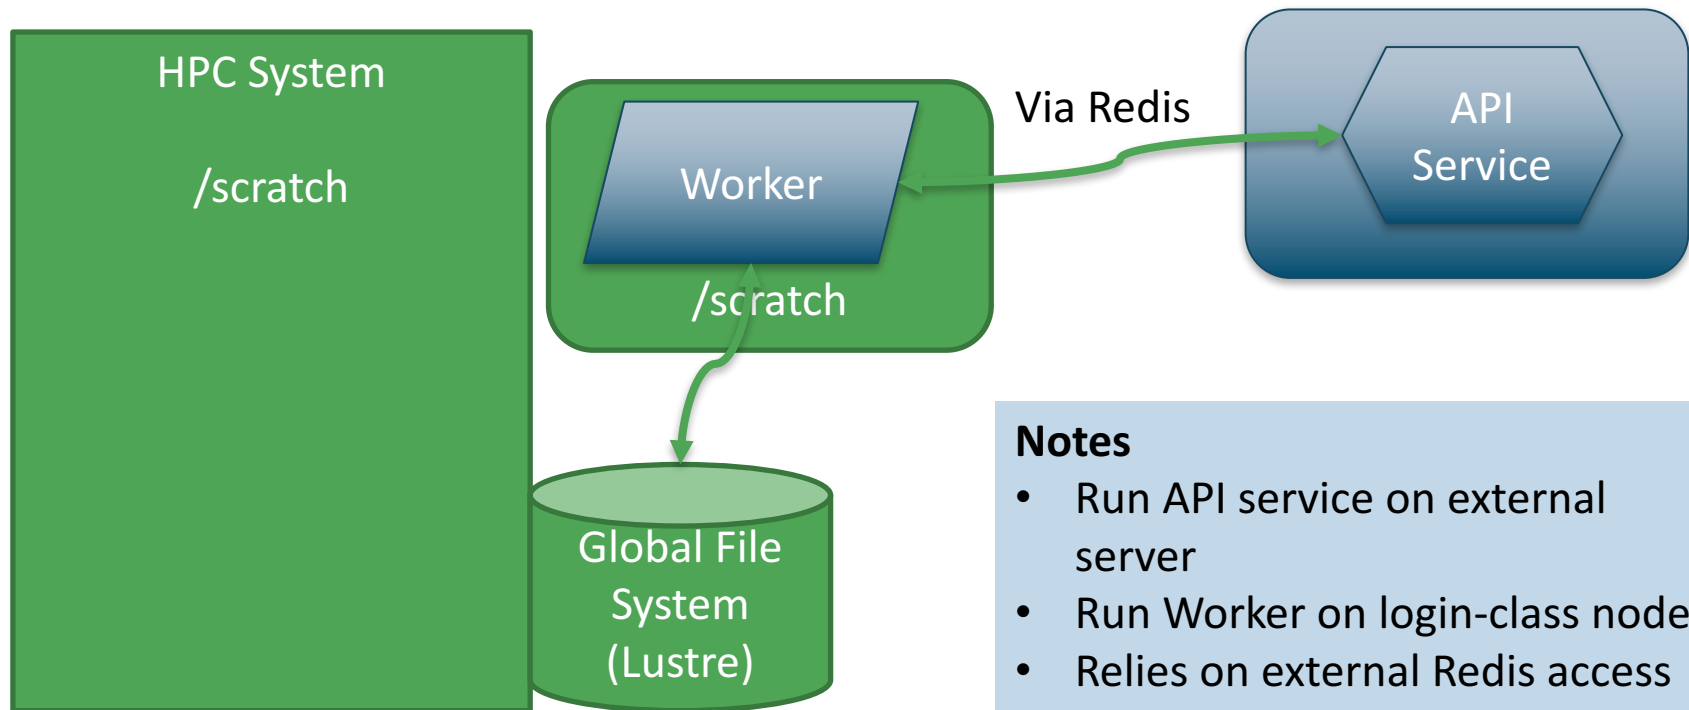 HPC System
/scratch
Worker
/scratch
Via Redis
API
Service
Global File
System
(Lustre)
Notes
• Run API service on external
server
• Run Worker on login-class node
• Relies on external Redis access